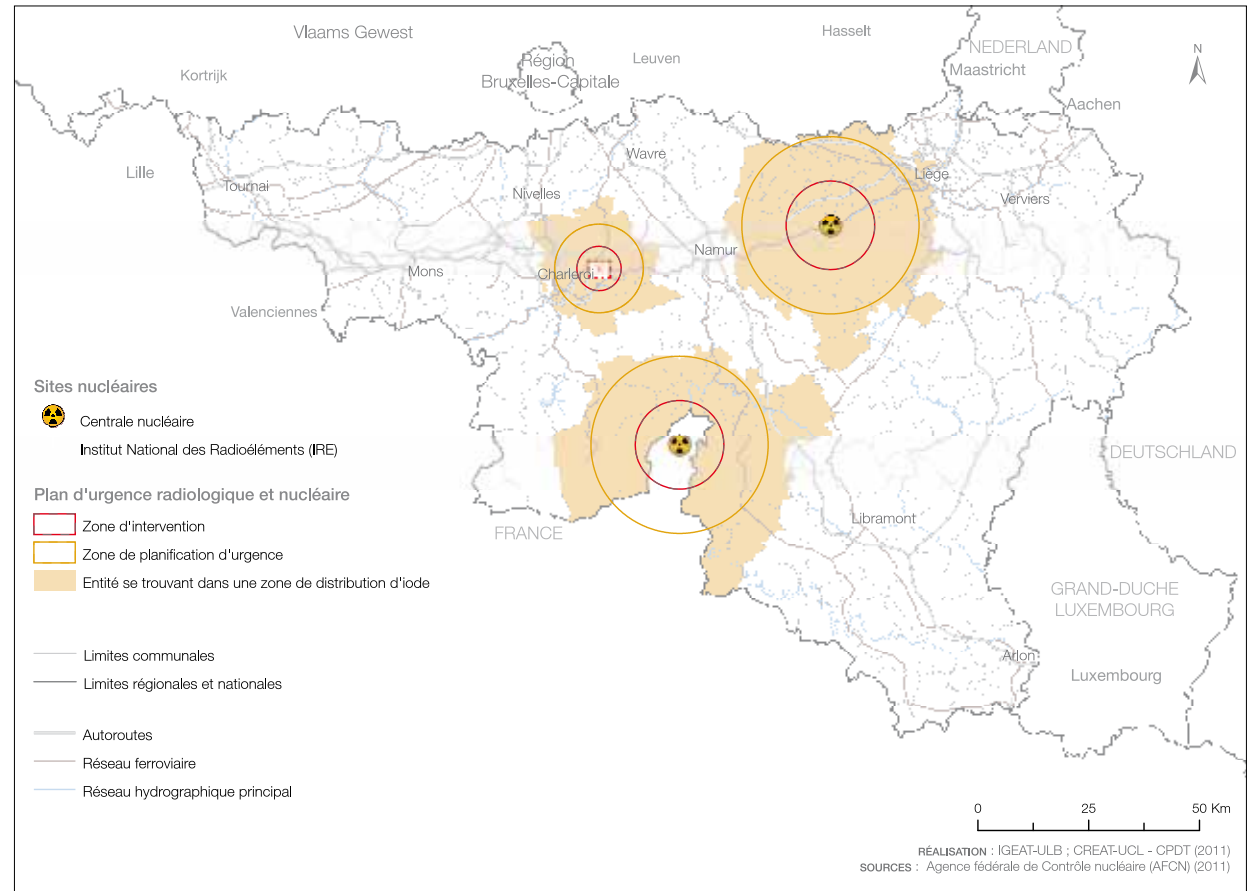 Vlaams Gewest
Hasselt
NEDERLAND
Maastricht
N
Région
Bruxelles-Capitale
Leuven
Kortrijk
Aachen
Lille
Wavre
Tournai
Nivelles
Liège
Verviers
Namur
Mons
Charleroi
Valenciennes
Sites nucléaires
Centrale nucléaire
Institut National des Radioéléments (IRE)
Plan d'urgence radiologique et nucléaire
Zone d'intervention
Zone de planification d'urgence
Entité se trouvant dans une zone de distribution d'iode
DEUTSCHLAND
FRANCE
Libramont
GRAND-DUCHE
LUXEMBOURG
Arlon
Luxembourg
Limites communales
Limites régionales et nationales
Autoroutes
Réseau ferroviaire
Réseau hydrographique principal
0 25 50 Km
RÉALISATION : IGEAT-ULB ; CREAT-UCL - CPDT (2011)
SOURCES : Agence fédérale de Contrôle nucléaire (AFCN) (2011)